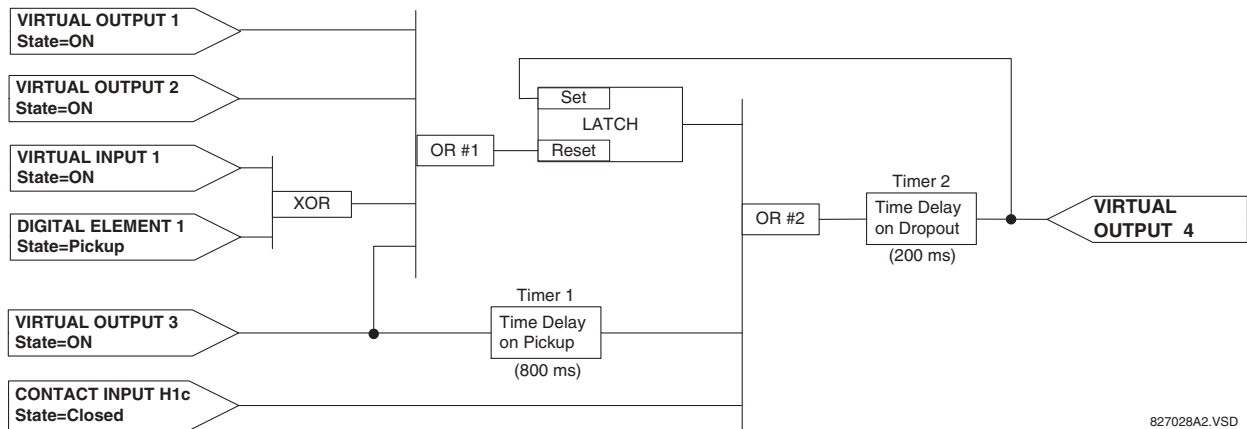 VIRTUAL OUTPUT 1
State=ON
VIRTUAL OUTPUT 2
State=ON
VIRTUAL INPUT 1
State=ON
DIGITAL ELEMENT 1
State=Pickup
XOR
OR #1
Set
LATCH
Reset
VIRTUAL OUTPUT 3
State=ON
Timer 1
Time Delay
on Pickup
(800 ms)
CONTACT INPUT H1c
State=Closed
OR #2
Timer 2
Time Delay
on Dropout
(200 ms)
VIRTUAL
OUTPUT 4
827028A2.VSD